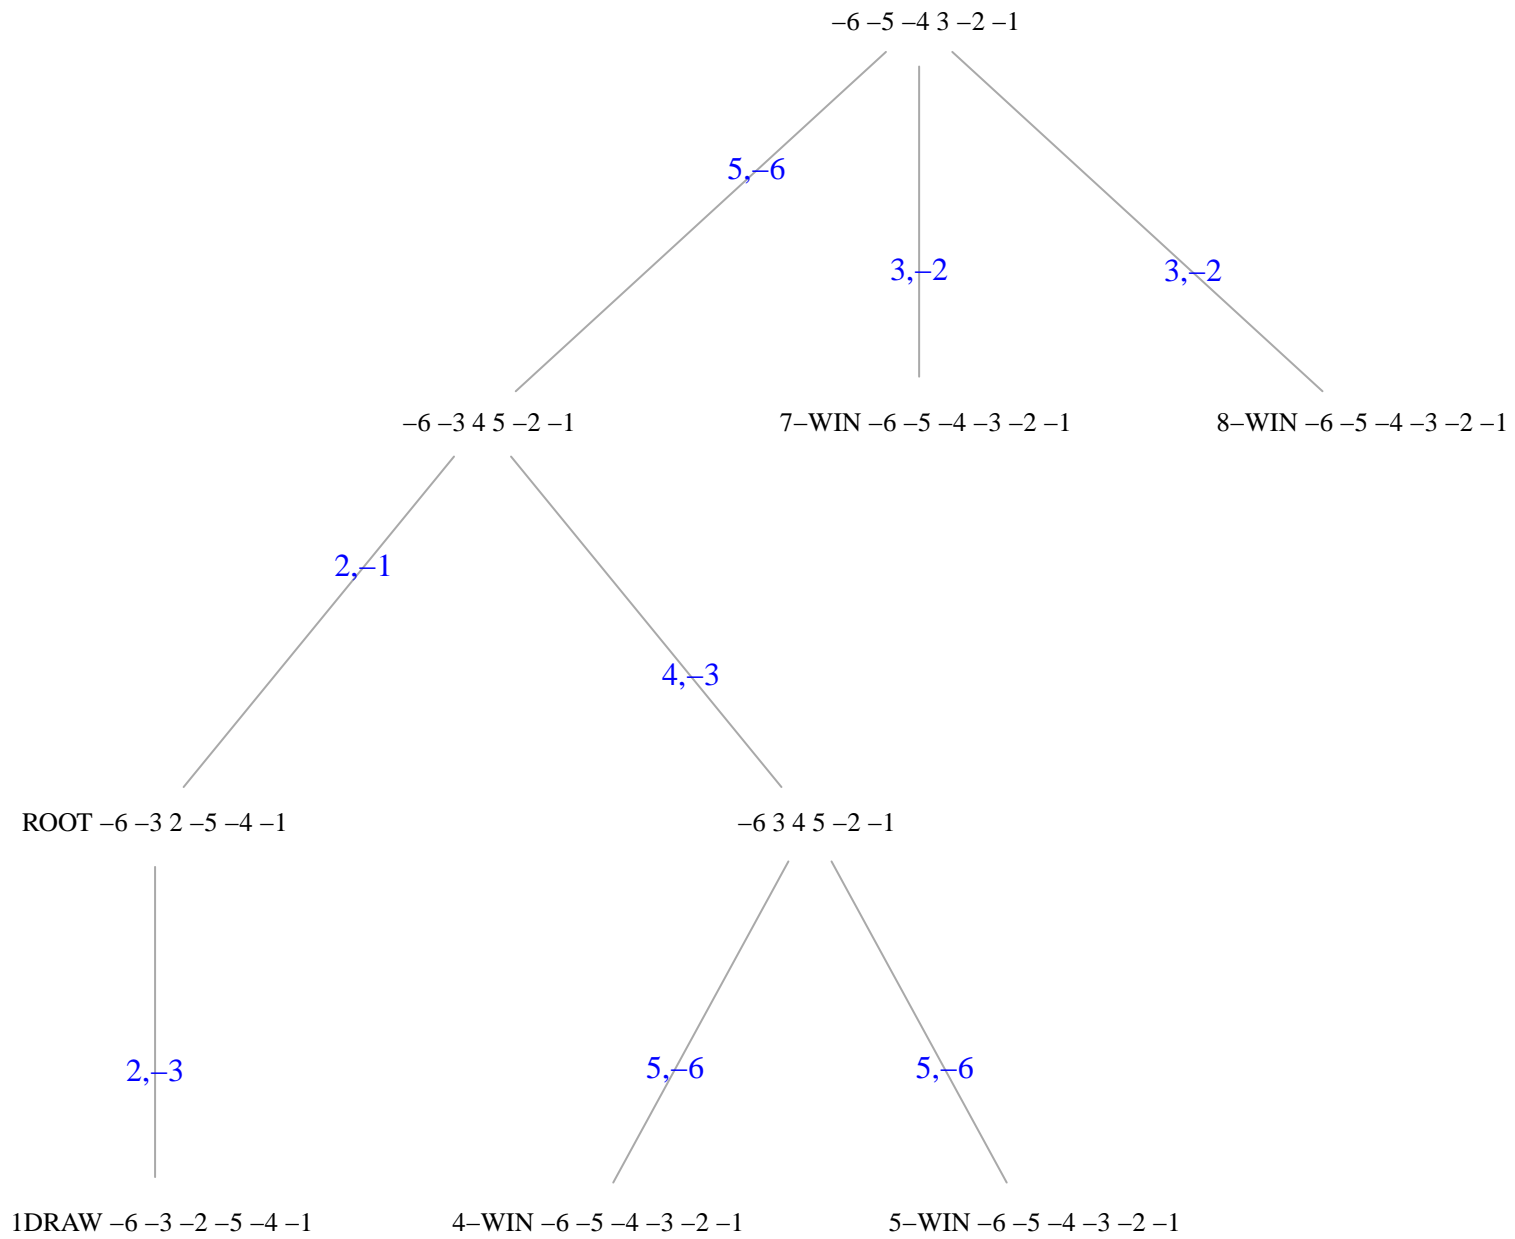 –6 –5 –4 3 –2 –1
5,–6
3,–2
3,–2
–6 –3 4 5 –2 –1
7–WIN –6 –5 –4 –3 –2 –1
8–WIN –6 –5 –4 –3 –2 –1
2,–1
4,–3
ROOT –6 –3 2 –5 –4 –1
–6 3 4 5 –2 –1
2,–3
5,–6
5,–6
1DRAW –6 –3 –2 –5 –4 –1
4–WIN –6 –5 –4 –3 –2 –1
5–WIN –6 –5 –4 –3 –2 –1